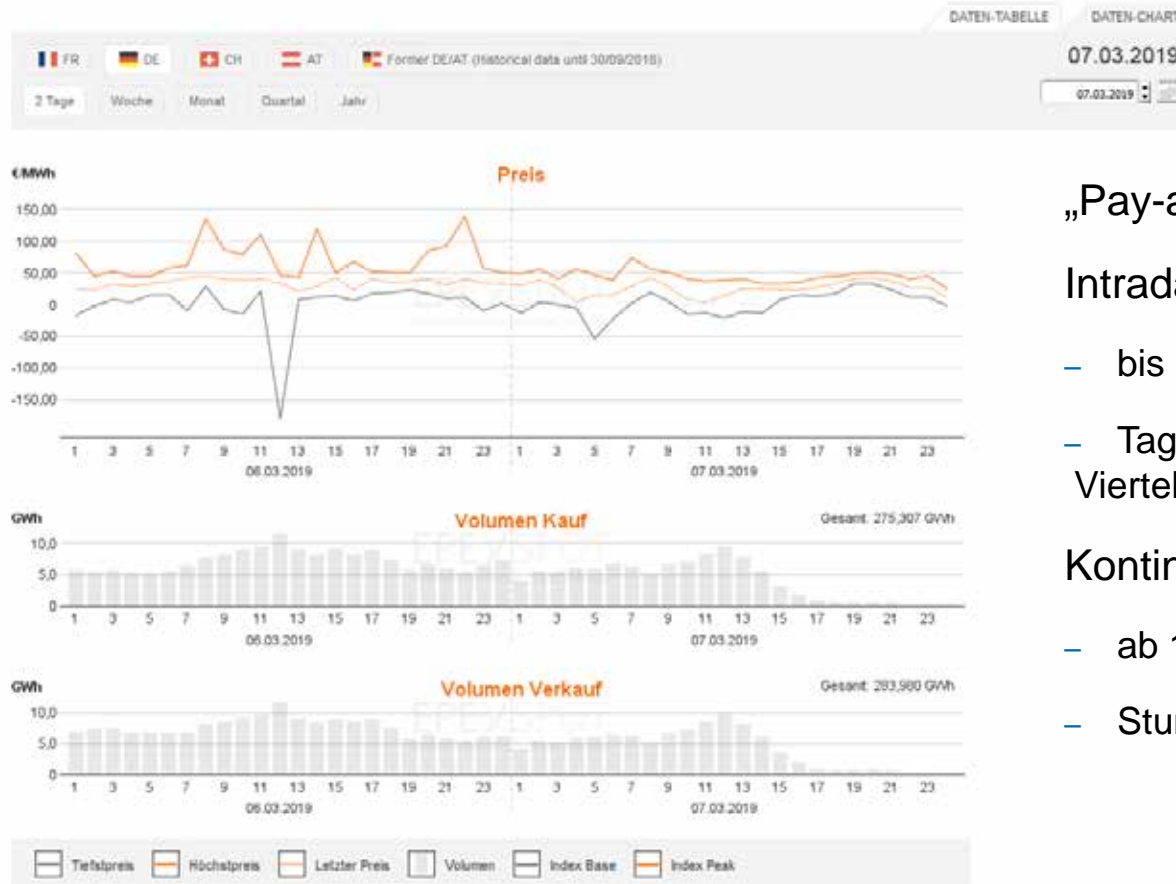 DATEN-TABELLE DATEN-CHART
FR DE CH AT Former DE/AT (Historical data until 30/09/2018)
07.03.2019
2 Tage Woche Monat Quartal Jahr
07.03.2019
€/MWh
Preis
150,00
100,00
50,00
0
-50,00
-100,00
-150,00
1 3 5 7 9 11 13 15 17 19 21 23 1 3 5 7 9 11 13 15 17 19 21 23
06.03.2019 07.03.2019
GWh
Volumen Kauf
Gesamt: 275,307 GWh
10,0
5,0
0
1 3 5 7 9 11 13 15 17 19 21 23 1 3 5 7 9 11 13 15 17 19 21 23
06.03.2019 07.03.2019
GWh
Volumen Verkauf
Gesamt: 283,980 GWh
10,0
5,0
0
1 3 5 7 9 11 13 15 17 19 21 23 1 3 5 7 9 11 13 15 17 19 21 23
06.03.2019 07.03.2019
Tiefstpreis Höchstpreis Letzter Preis Volumen Index Base Index Peak
„Pay-a
Intrada
– bis
– Tag
Viertel
– ab